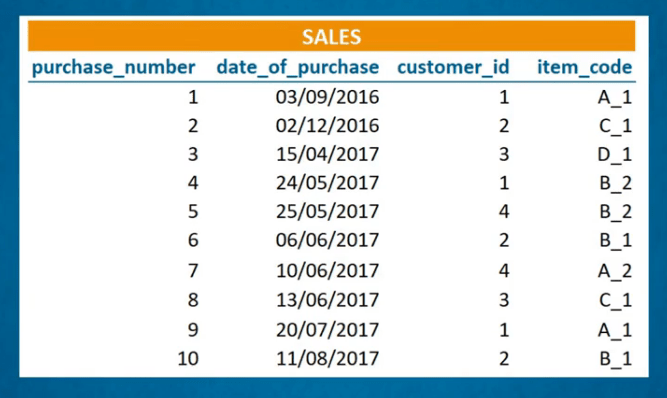 SALES
purchase_number date_of_purchase customer_id item_code
1 03/09/2016 1 A_1
2 02/12/2016 2 C_1
3 15/04/2017 3 D_1
4 24/05/2017 1 B_2
5 25/05/2017 4 B_2
6 06/06/2017 2 B_1
7 10/06/2017 4 A_2
8 13/06/2017 3 C_1
9 20/07/2017 1 A_1
10 11/08/2017 2 B_1